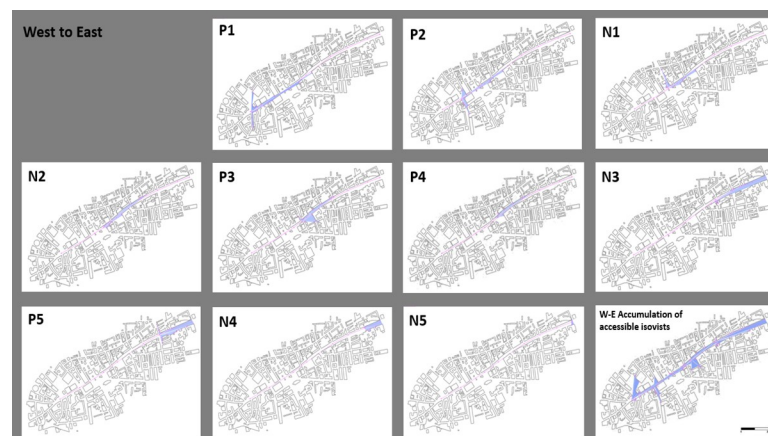 West to East
P1
P2
N1
N2
P3
P4
N3
P5
N4
N5
W-E Accumulation of
accessible isovists